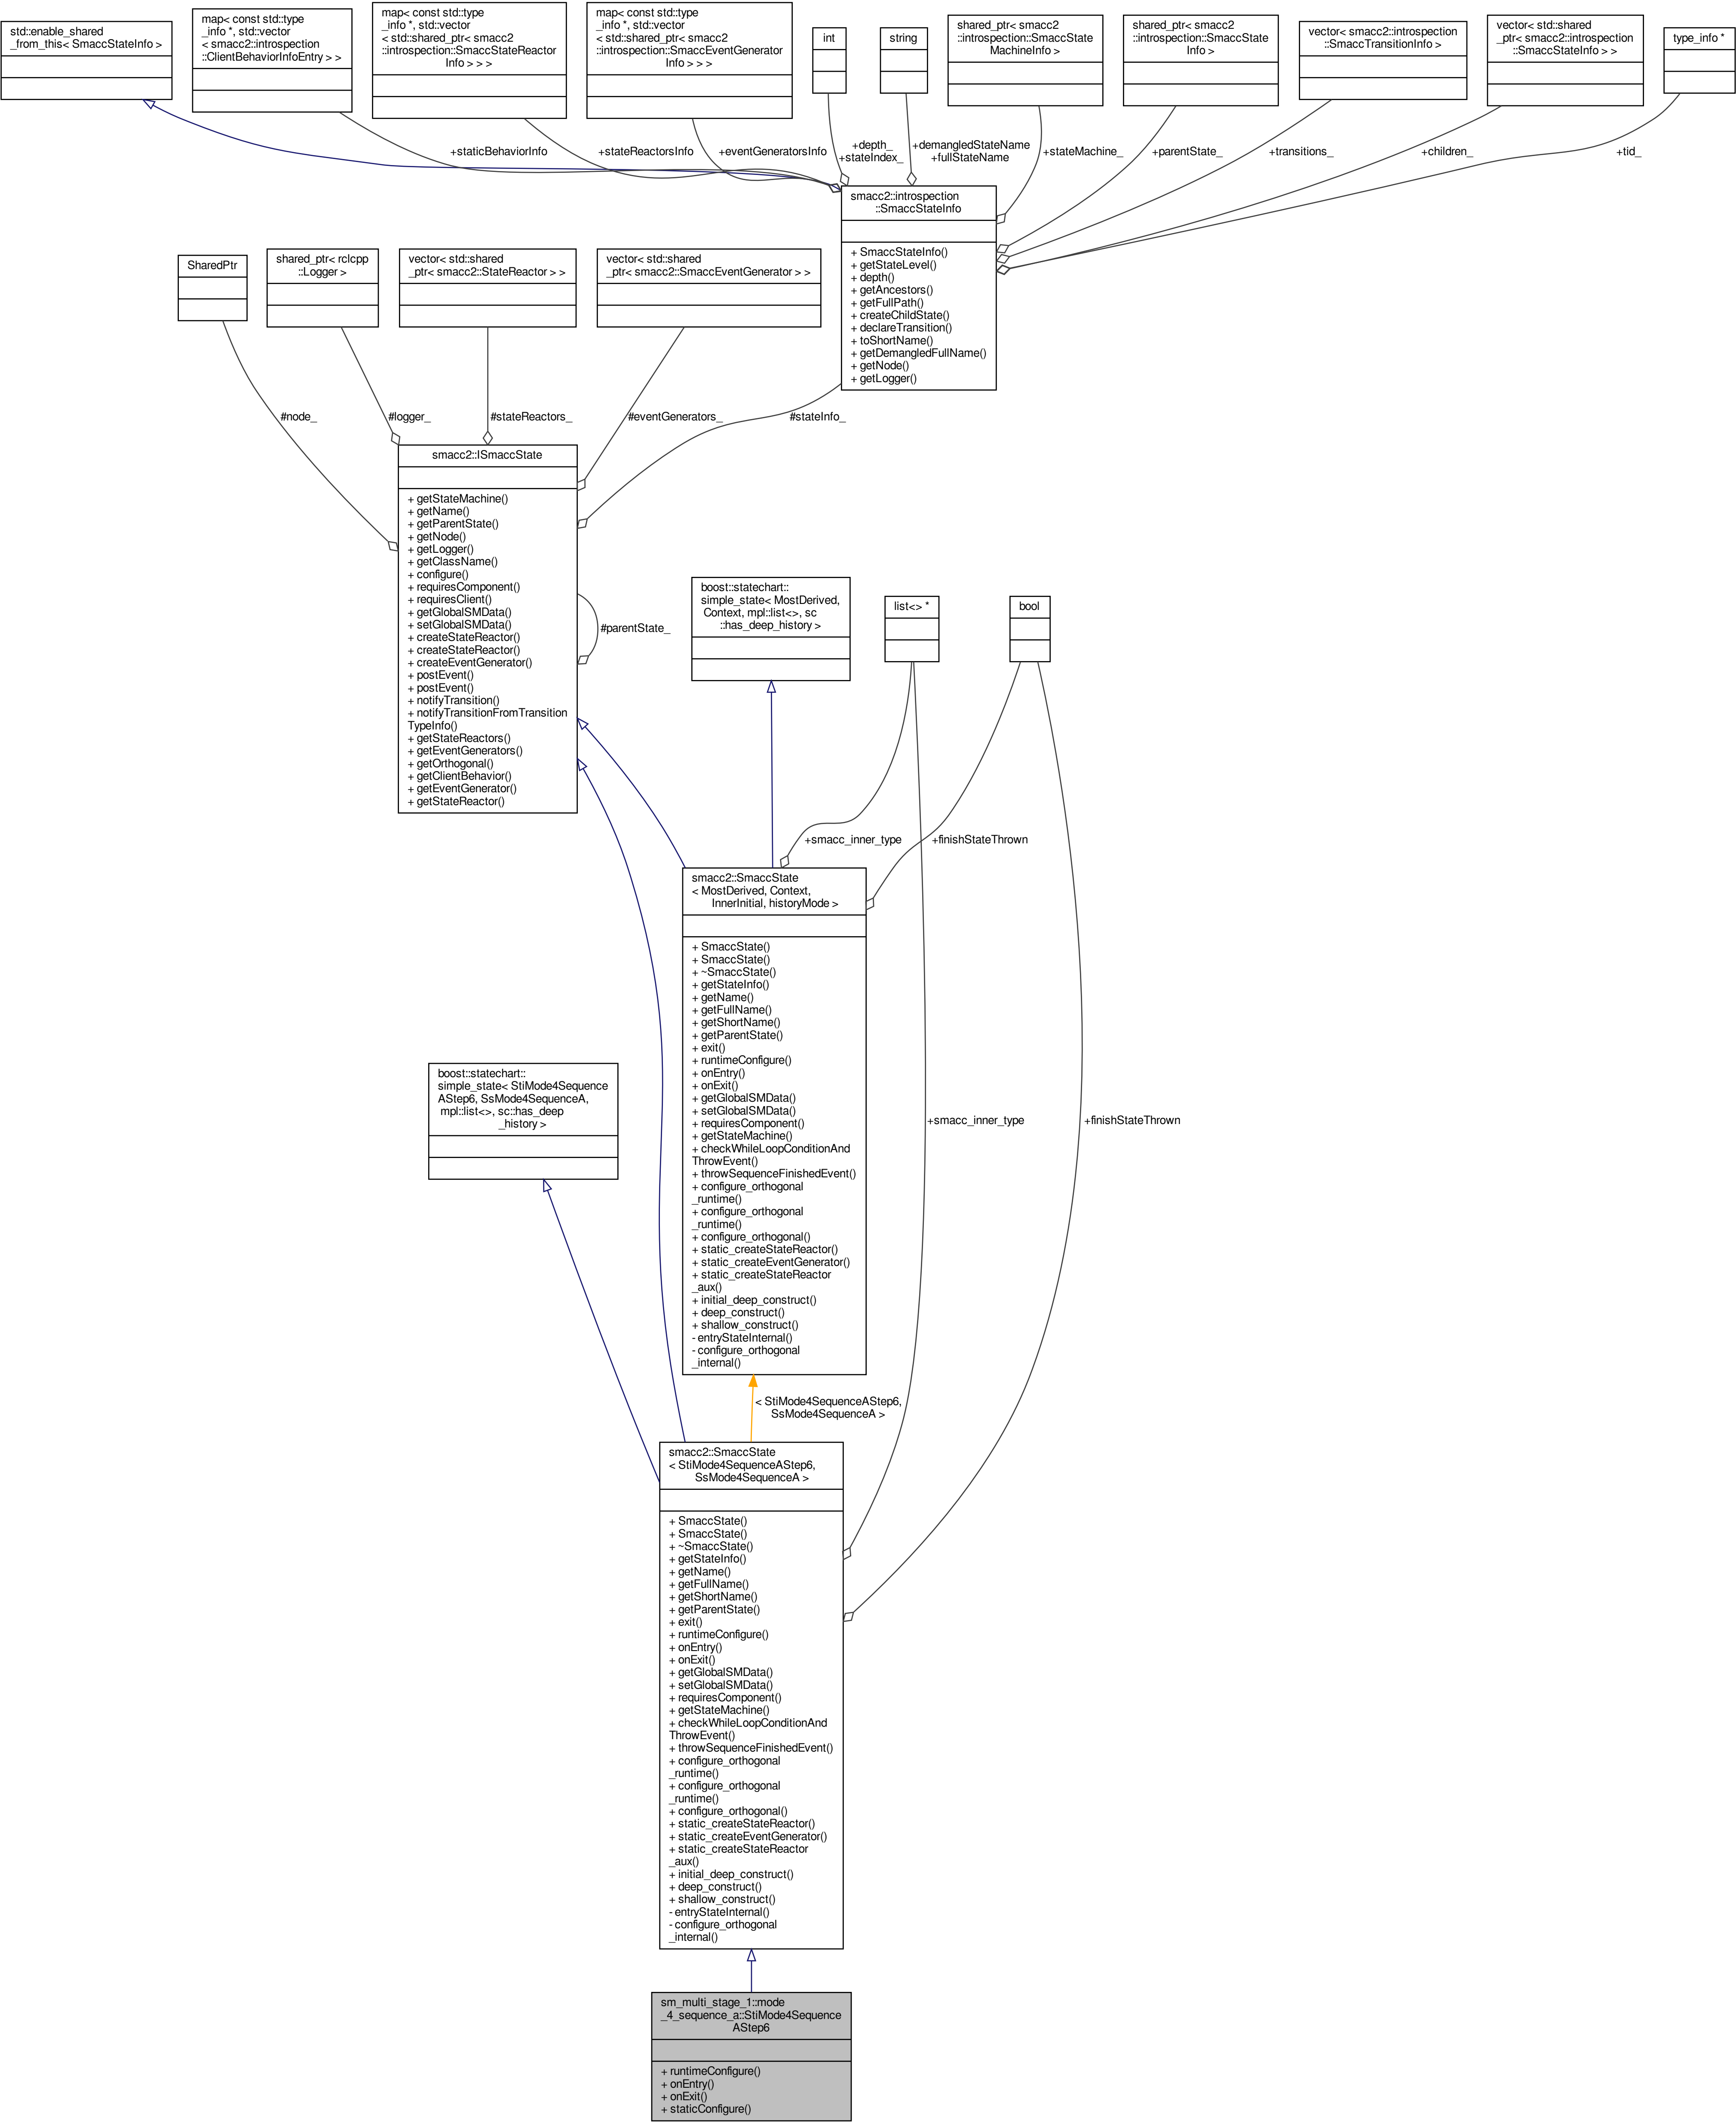 std::enable_shared
_from_this< SmaccStateInfo >
map< const std::type
_info *, std::vector
< smacc2::introspection
::ClientBehaviorInfoEntry > >
map< const std::type
_info *, std::vector
< std::shared_ptr< smacc2
::introspection::SmaccStateReactor
Info > > >
map< const std::type
_info *, std::vector
< std::shared_ptr< smacc2
::introspection::SmaccEventGenerator
Info > > >
int
string
shared_ptr< smacc2
::introspection::SmaccState
MachineInfo >
shared_ptr< smacc2
::introspection::SmaccState
Info >
vector< smacc2::introspection
::SmaccTransitionInfo >
vector< std::shared
_ptr< smacc2::introspection
::SmaccStateInfo > >
type_info *
+staticBehaviorInfo
+stateReactorsInfo
+eventGeneratorsInfo
+depth_
+stateIndex_
+demangledStateName
+fullStateName
+stateMachine_
+parentState_
+transitions_
+children_
+tid_
smacc2::introspection
::SmaccStateInfo
+ SmaccStateInfo()
+ getStateLevel()
+ depth()
+ getAncestors()
+ getFullPath()
+ createChildState()
+ declareTransition()
+ toShortName()
+ getDemangledFullName()
+ getNode()
+ getLogger()
SharedPtr
shared_ptr< rclcpp
::Logger >
vector< std::shared
_ptr< smacc2::StateReactor > >
vector< std::shared
_ptr< smacc2::SmaccEventGenerator > >
#node_
#logger_
#stateReactors_
#eventGenerators_
#stateInfo_
smacc2::ISmaccState
+ getStateMachine()
+ getName()
+ getParentState()
+ getNode()
+ getLogger()
+ getClassName()
+ configure()
+ requiresComponent()
+ requiresClient()
+ getGlobalSMData()
+ setGlobalSMData()
+ createStateReactor()
+ createStateReactor()
+ createEventGenerator()
+ postEvent()
+ postEvent()
+ notifyTransition()
+ notifyTransitionFromTransition
TypeInfo()
+ getStateReactors()
+ getEventGenerators()
+ getOrthogonal()
+ getClientBehavior()
+ getEventGenerator()
+ getStateReactor()
#parentState_
boost::statechart::
simple_state< MostDerived,
Context, mpl::list<>, sc
::has_deep_history >
list<> *
bool
+smacc_inner_type
+finishStateThrown
smacc2::SmaccState
< MostDerived, Context,
InnerInitial, historyMode >
+ SmaccState()
+ SmaccState()
+ ~SmaccState()
+ getStateInfo()
+ getName()
+ getFullName()
+ getShortName()
+ getParentState()
+ exit()
+ runtimeConfigure()
+ onEntry()
+ onExit()
+ getGlobalSMData()
+ setGlobalSMData()
+ requiresComponent()
+ getStateMachine()
+ checkWhileLoopConditionAnd
ThrowEvent()
+ throwSequenceFinishedEvent()
+ configure_orthogonal
_runtime()
+ configure_orthogonal
_runtime()
+ configure_orthogonal()
+ static_createStateReactor()
+ static_createEventGenerator()
+ static_createStateReactor
_aux()
+ initial_deep_construct()
+ deep_construct()
+ shallow_construct()
- entryStateInternal()
- configure_orthogonal
_internal()
boost::statechart::
simple_state< StiMode4Sequence
AStep6, SsMode4SequenceA,
mpl::list<>, sc::has_deep
_history >
+smacc_inner_type
+finishStateThrown
< StiMode4SequenceAStep6,
SsMode4SequenceA >
smacc2::SmaccState
< StiMode4SequenceAStep6,
SsMode4SequenceA >
+ SmaccState()
+ SmaccState()
+ ~SmaccState()
+ getStateInfo()
+ getName()
+ getFullName()
+ getShortName()
+ getParentState()
+ exit()
+ runtimeConfigure()
+ onEntry()
+ onExit()
+ getGlobalSMData()
+ setGlobalSMData()
+ requiresComponent()
+ getStateMachine()
+ checkWhileLoopConditionAnd
ThrowEvent()
+ throwSequenceFinishedEvent()
+ configure_orthogonal
_runtime()
+ configure_orthogonal
_runtime()
+ configure_orthogonal()
+ static_createStateReactor()
+ static_createEventGenerator()
+ static_createStateReactor
_aux()
+ initial_deep_construct()
+ deep_construct()
+ shallow_construct()
- entryStateInternal()
- configure_orthogonal
_internal()
sm_multi_stage_1::mode
_4_sequence_a::StiMode4Sequence
AStep6
+ runtimeConfigure()
+ onEntry()
+ onExit()
+ staticConfigure()